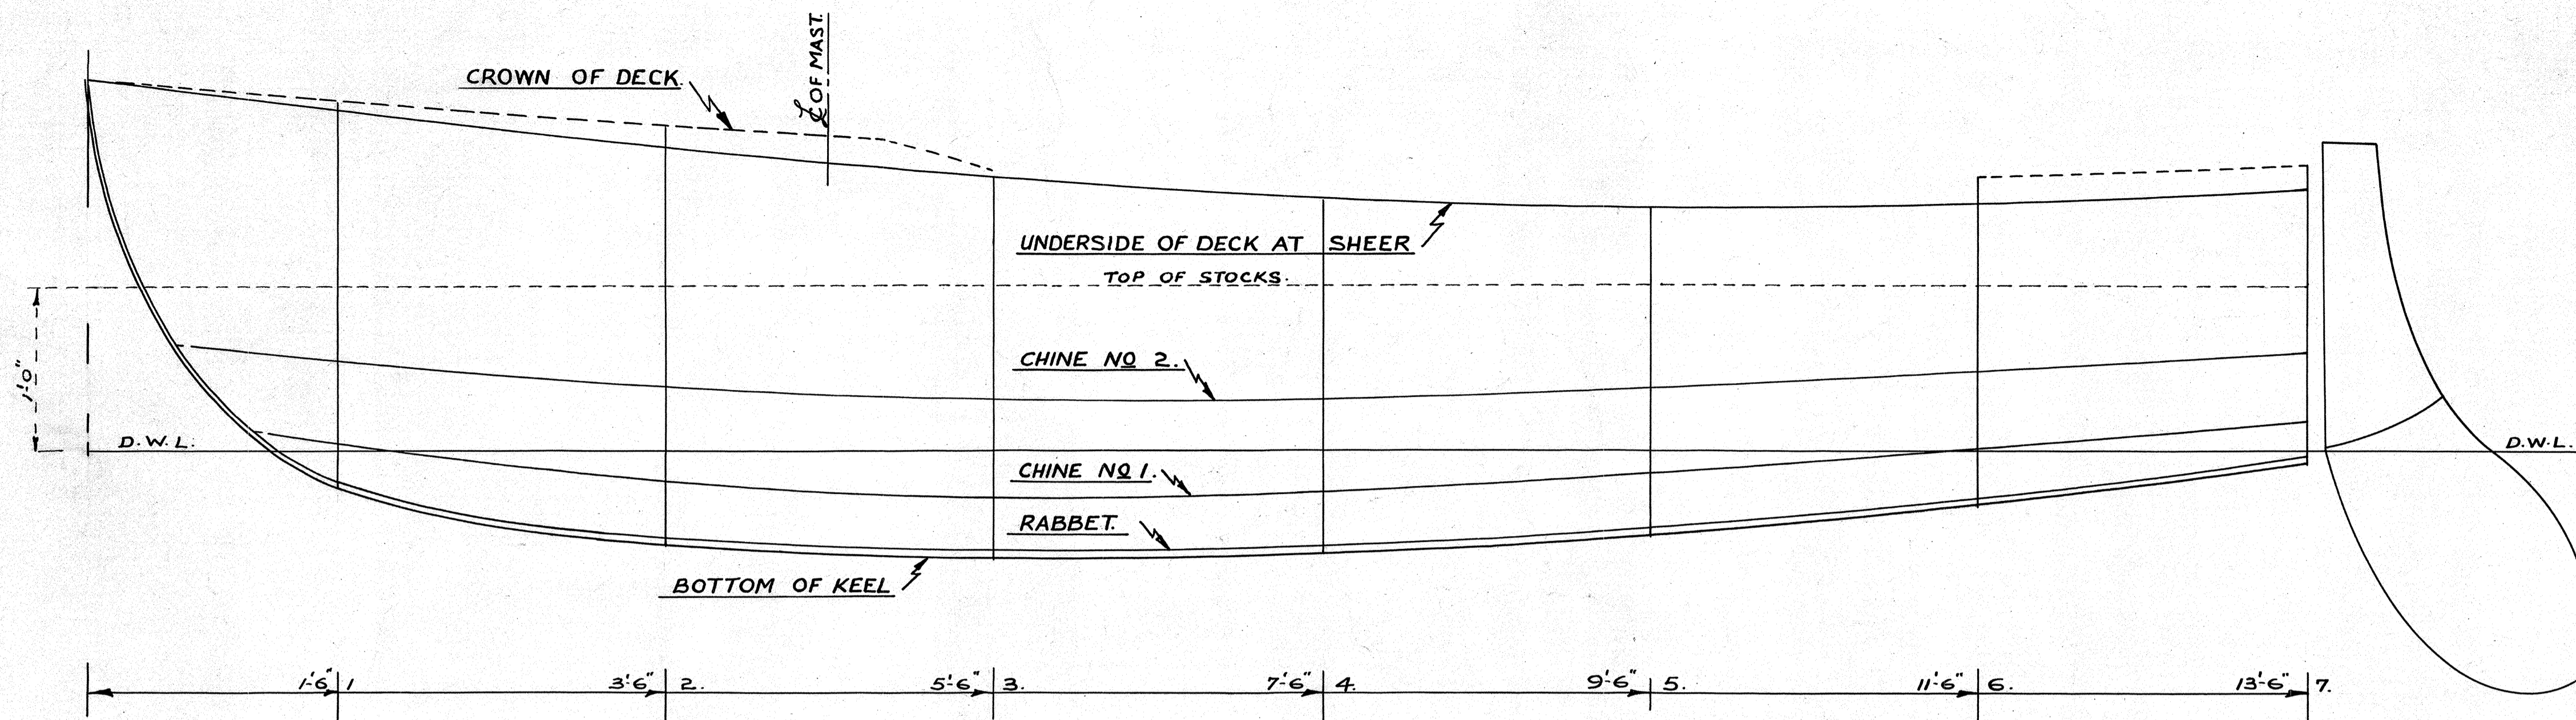 ℄ OF MAST.
CROWN OF DECK.
UNDERSIDE OF DECK AT SHEER
TOP OF STOCKS.
1'-0"
CHINE No 2.
D.W.L.
D.W.L.
CHINE No 1.
RABBET.
BOTTOM OF KEEL
1'-6" 1
3'-6" 2.
5'-6" 3.
7'-6" 4.
9'-6" 5.
11'-6" 6.
13'-6" 7.